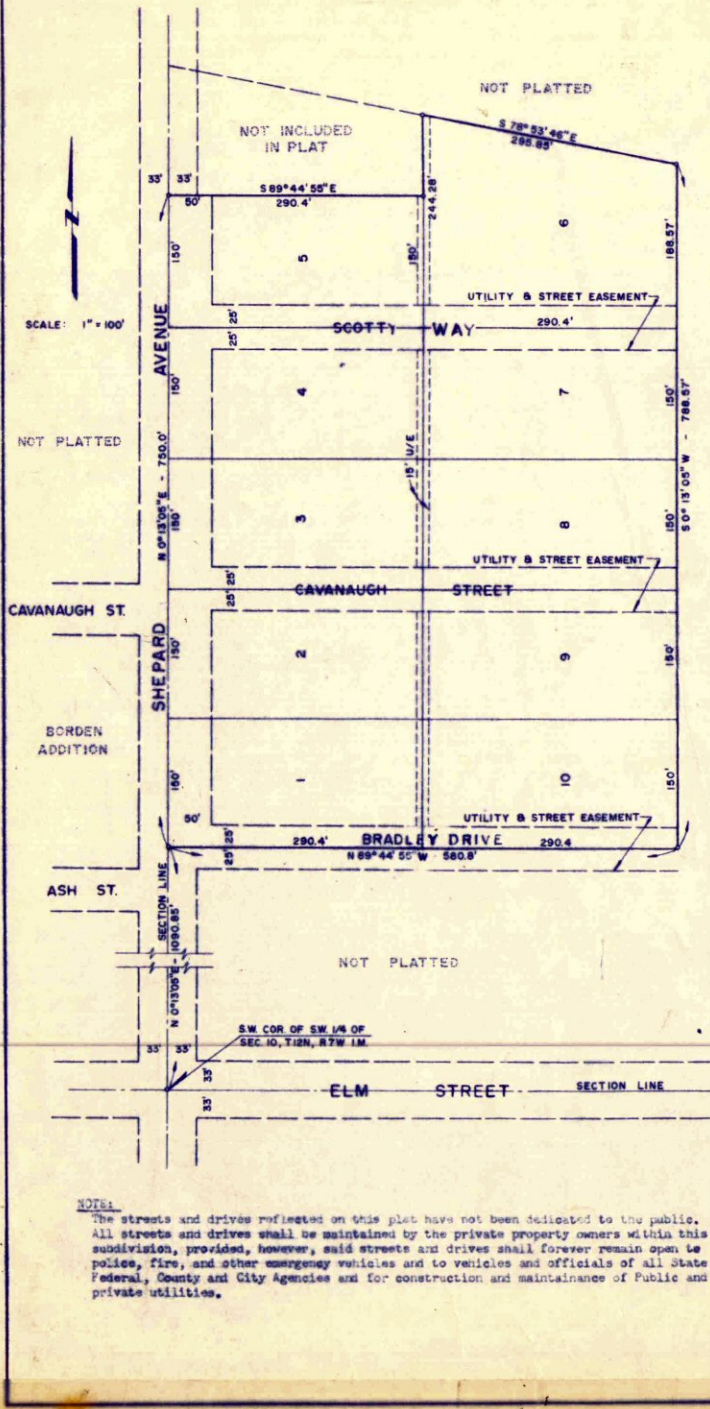 NOT PLATTED
S 78° 53' 46" E
295.85'
NOT INCLUDED
IN PLAT
33' 33'
S 89° 44' 55" E
50' 290.4'
244.28'
150'
150'
188.57'
5
6
N
UTILITY & STREET EASEMENT
SCALE: 1" = 100'
25' 25'
SCOTTY WAY 290.4'
AVENUE
150'
4
7
150'
NOT PLATTED
N 0° 13' 05" E - 750.0'
15' U/E
S 0° 13' 05" W - 788.57'
150'
3
8
150'
UTILITY & STREET EASEMENT
25' 25'
CAVANAUGH STREET
CAVANAUGH ST.
SHEPARD
150'
2
9
150'
BORDEN
ADDITION
150'
1
10
150'
50'
UTILITY & STREET EASEMENT
25' 25'
290.4' BRADLEY DRIVE 290.4
N 89° 44' 55" W - 580.8'
ASH ST.
SECTION LINE
N 0° 13' 05" E - 1090.85'
NOT PLATTED
S.W. COR. OF S.W. 1/4 OF
SEC. 10, T12N, R7W I.M.
33' 33'
33'
33'
ELM STREET SECTION LINE
NOTE:
The streets and drives reflected on this plat have not been dedicated to the public.
All streets and drives shall be maintained by the private property owners within this
subdivision, provided, however, said streets and drives shall forever remain open to
police, fire, and other emergency vehicles and to vehicles and officials of all State
Federal, County and City Agencies and for construction and maintainance of Public and
private utilities.